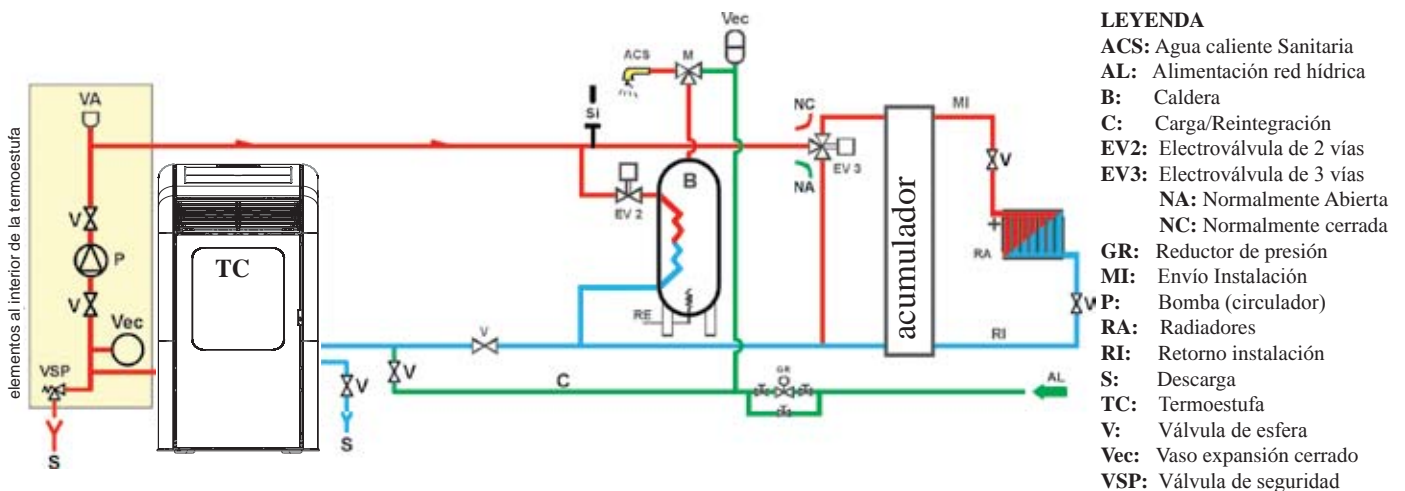 elementos al interior de la termoestufa
VA
V
P
V
Vec
VSP
S
TC
V
S
Si
ACS
M
Vec
EV 2
B
RE
V
V
C
NC
NA
EV 3
GR
AL
acumulador
MI
V
RA
+
V
RI
LEYENDA
ACS: Agua caliente Sanitaria
AL: Alimentación red hídrica
B: Caldera
C: Carga/Reintegración
EV2: Electroválvula de 2 vías
EV3: Electroválvula de 3 vías
NA: Normalmente Abierta
NC: Normalmente cerrada
GR: Reductor de presión
MI: Envío Instalación
P: Bomba (circulador)
RA: Radiadores
RI: Retorno instalación
S: Descarga
TC: Termoestufa
V: Válvula de esfera
Vec: Vaso expansión cerrado
VSP: Válvula de seguridad